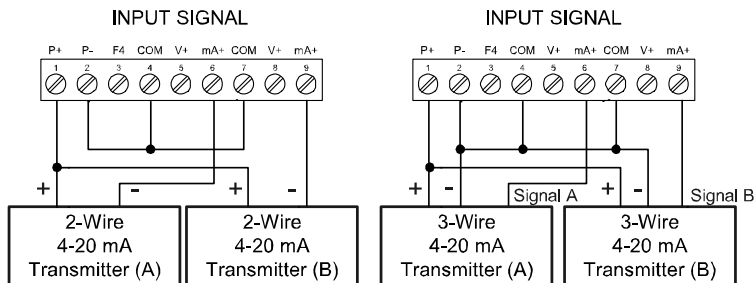 INPUT SIGNAL
P+ P- F4 COM V+ mA+ COM V+ mA+
1 2 3 4 5 6 7 8 9
+ - + -
2-Wire
4-20 mA
Transmitter (A)
2-Wire
4-20 mA
Transmitter (B)
INPUT SIGNAL
P+ P- F4 COM V+ mA+ COM V+ mA+
1 2 3 4 5 6 7 8 9
+ - Signal A + - Signal B
3-Wire
4-20 mA
Transmitter (A)
3-Wire
4-20 mA
Transmitter (B)